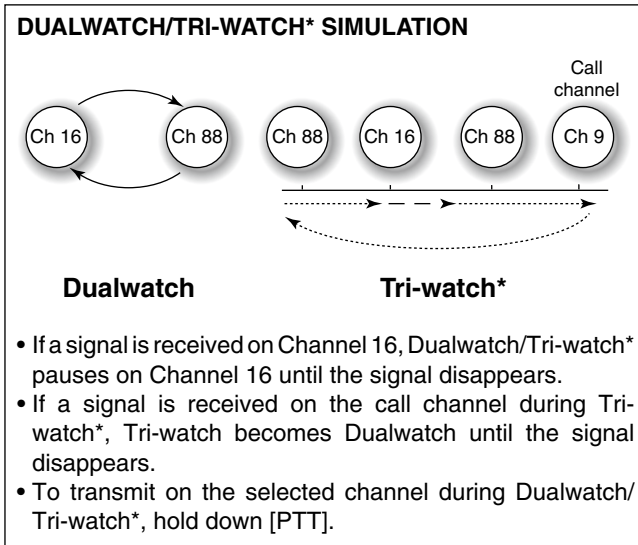 DUALWATCH/TRI-WATCH* SIMULATION
Call
channel
Ch 16
Ch 88
Ch 88
Ch 16
Ch 88
Ch 9
Dualwatch
Tri-watch*
• If a signal is received on Channel 16, Dualwatch/Tri-watch*
pauses on Channel 16 until the signal disappears.
• If a signal is received on the call channel during Tri-
watch*, Tri-watch becomes Dualwatch until the signal
disappears.
• To transmit on the selected channel during Dualwatch/
Tri-watch*, hold down [PTT].